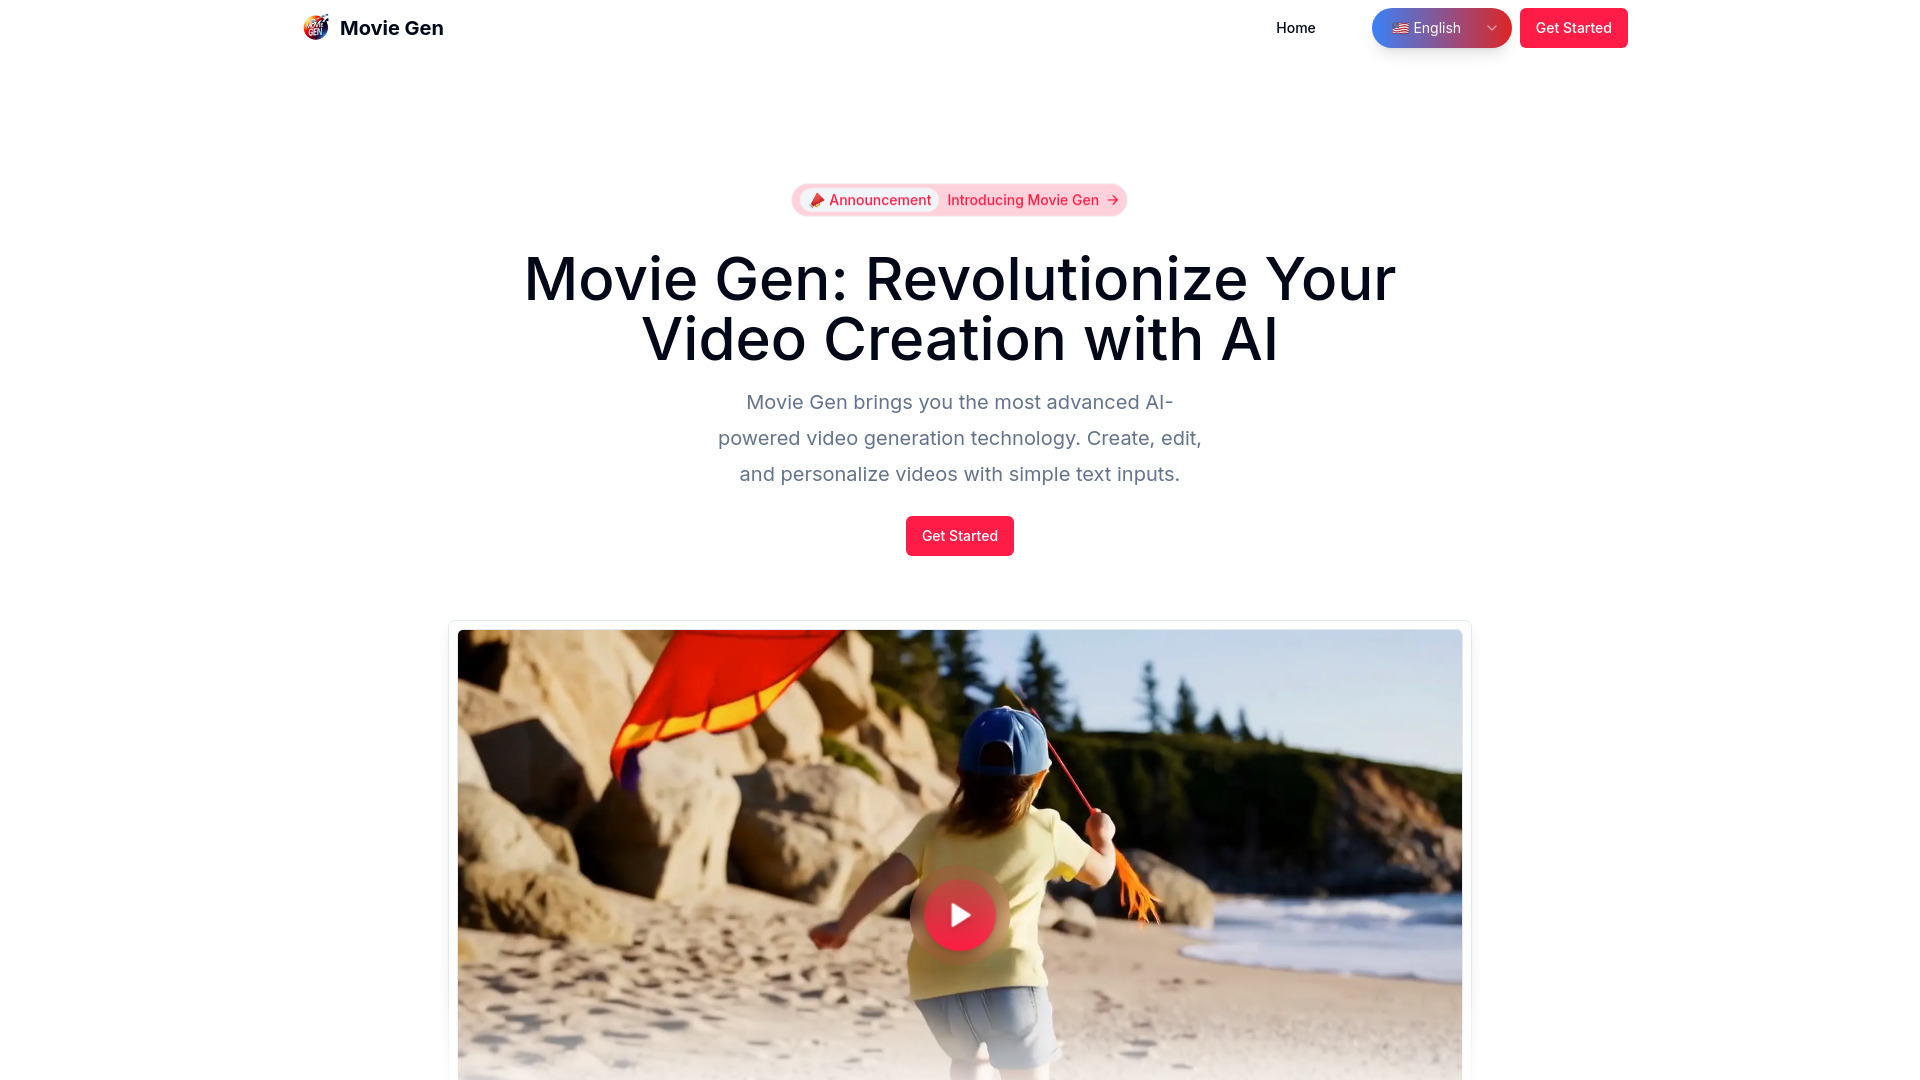 Movie Gen
Home
English
Get Started
Announcement
Introducing Movie Gen →
Movie Gen: Revolutionize Your
Video Creation with AI
Movie Gen brings you the most advanced AI-
powered video generation technology. Create, edit,
and personalize videos with simple text inputs.
Get Started